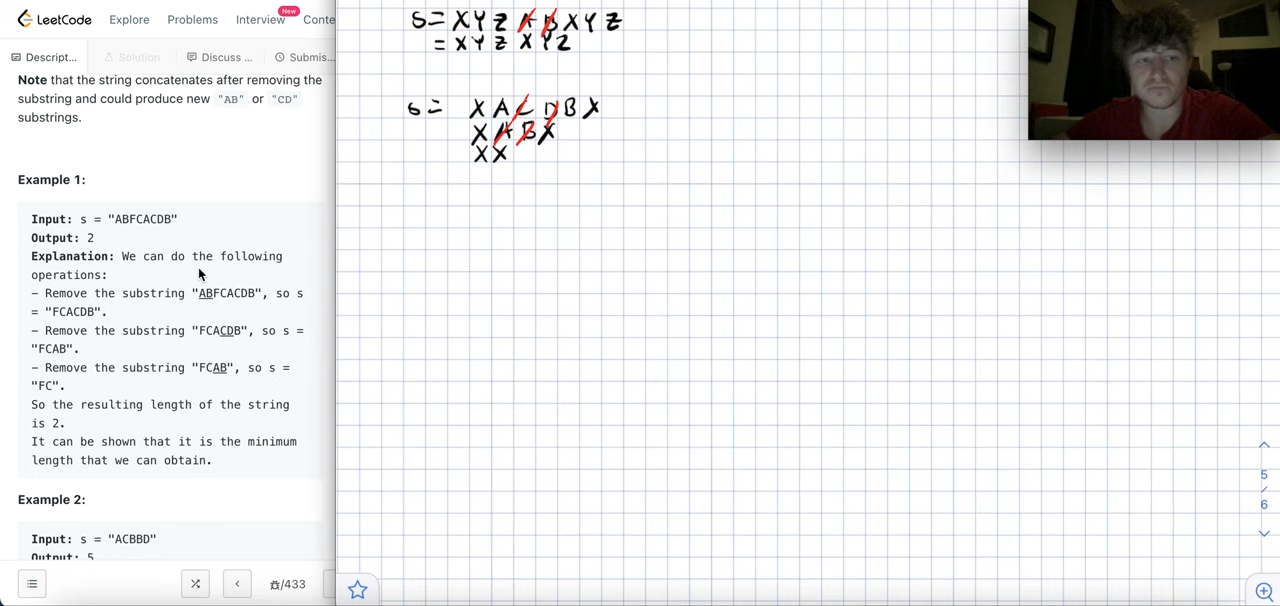 LeetCode Explore Problems Interview New Conte
Descript... Solution Discuss ... Submis...
Note that the string concatenates after removing the
substring and could produce new "AB" or "CD"
substrings.
Example 1:
Input: s = "ABFCACDB"
Output: 2
Explanation: We can do the following
operations:
- Remove the substring "ABFCACDB", so s
= "FCACDB".
- Remove the substring "FCACDB", so s =
"FCAB".
- Remove the substring "FCAB", so s =
"FC".
So the resulting length of the string
is 2.
It can be shown that it is the minimum
length that we can obtain.
Example 2:
Input: s = "ACBBD"
Output: 5
/433
S= X Y Z A B X Y Z
= X Y Z X Y Z
S= X A C D B X
X A B X
X X
5
/
6